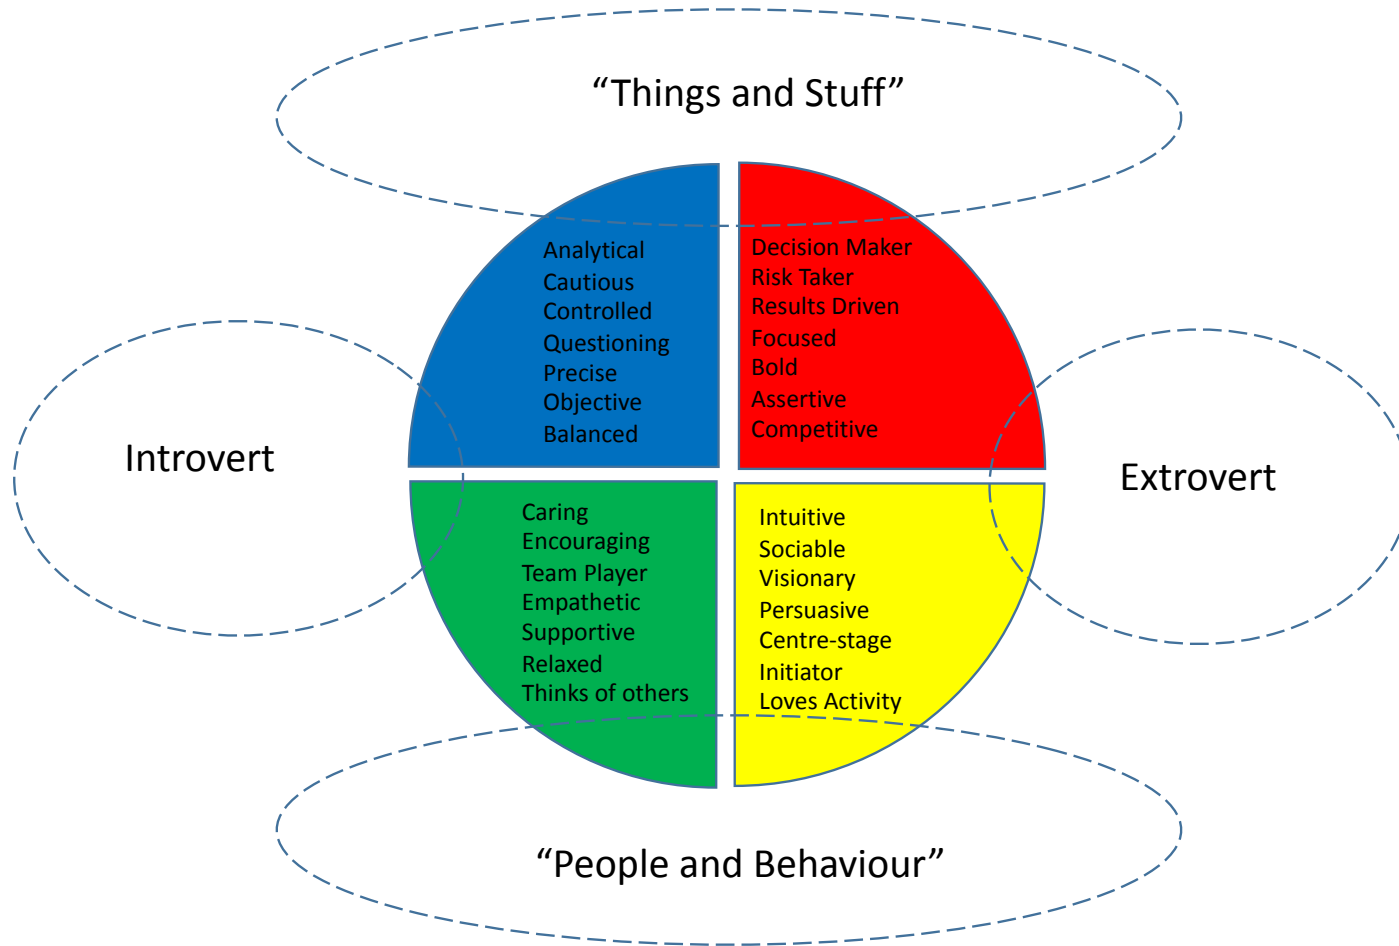 “Things and Stuff”
Analytical
Cautious
Controlled
Questioning
Precise
Objective
Balanced
Decision Maker
Risk Taker
Results Driven
Focused
Bold
Assertive
Competitive
Introvert
Extrovert
Caring
Encouraging
Team Player
Empathetic
Supportive
Relaxed
Thinks of others
Intuitive
Sociable
Visionary
Persuasive
Centre-stage
Initiator
Loves Activity
“People and Behaviour”